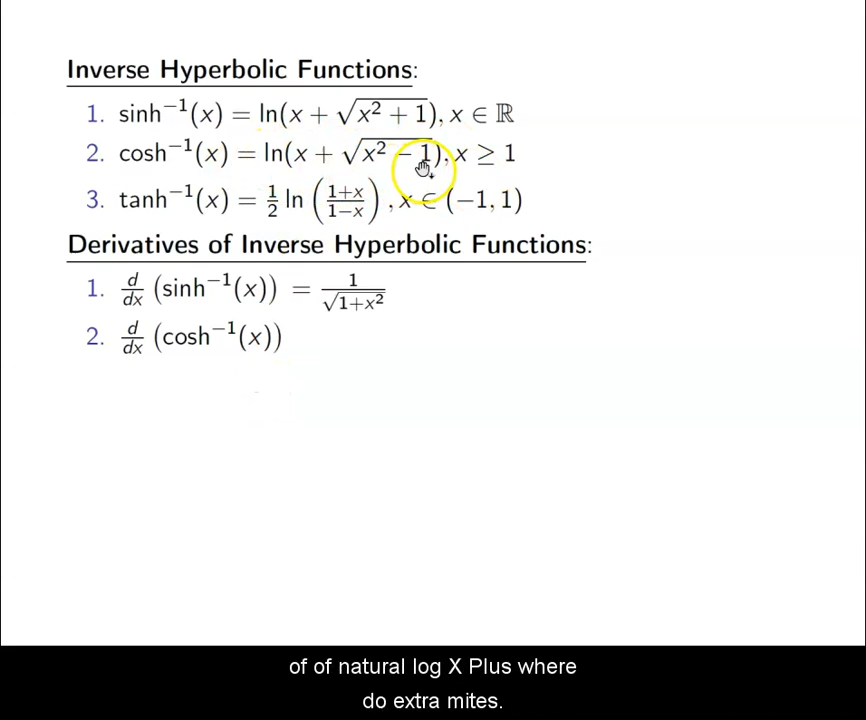 Inverse Hyperbolic Functions:
1. sinh⁻¹(x) = ln(x + √(x² + 1)), x ∈ ℝ
2. cosh⁻¹(x) = ln(x + √(x² − 1)), x ≥ 1
3. tanh⁻¹(x) = 1/2 ln((1+x)/(1−x)), x ∈ (−1, 1)
Derivatives of Inverse Hyperbolic Functions:
1. d/dx (sinh⁻¹(x)) = 1/√(1+x²)
2. d/dx (cosh⁻¹(x))
of of natural log X Plus where
do extra mites.